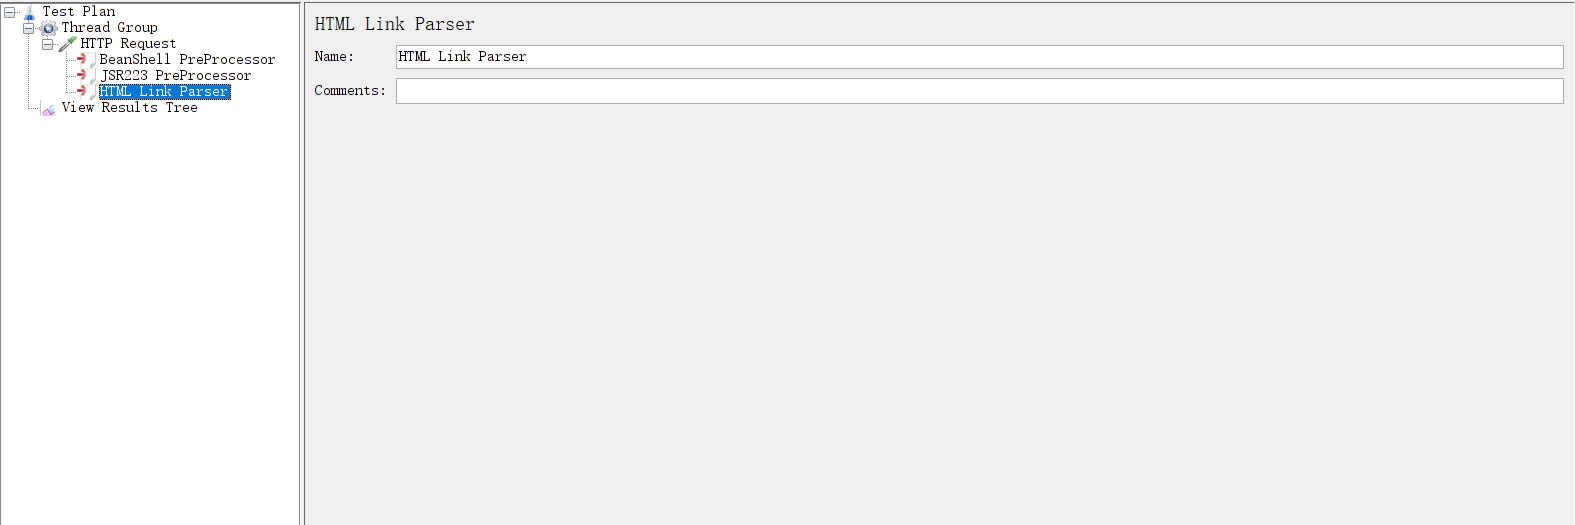 Test Plan
Thread Group
HTTP Request
BeanShell PreProcessor
JSR223 PreProcessor
HTML Link Parser
View Results Tree
HTML Link Parser
Name: HTML Link Parser
Comments: